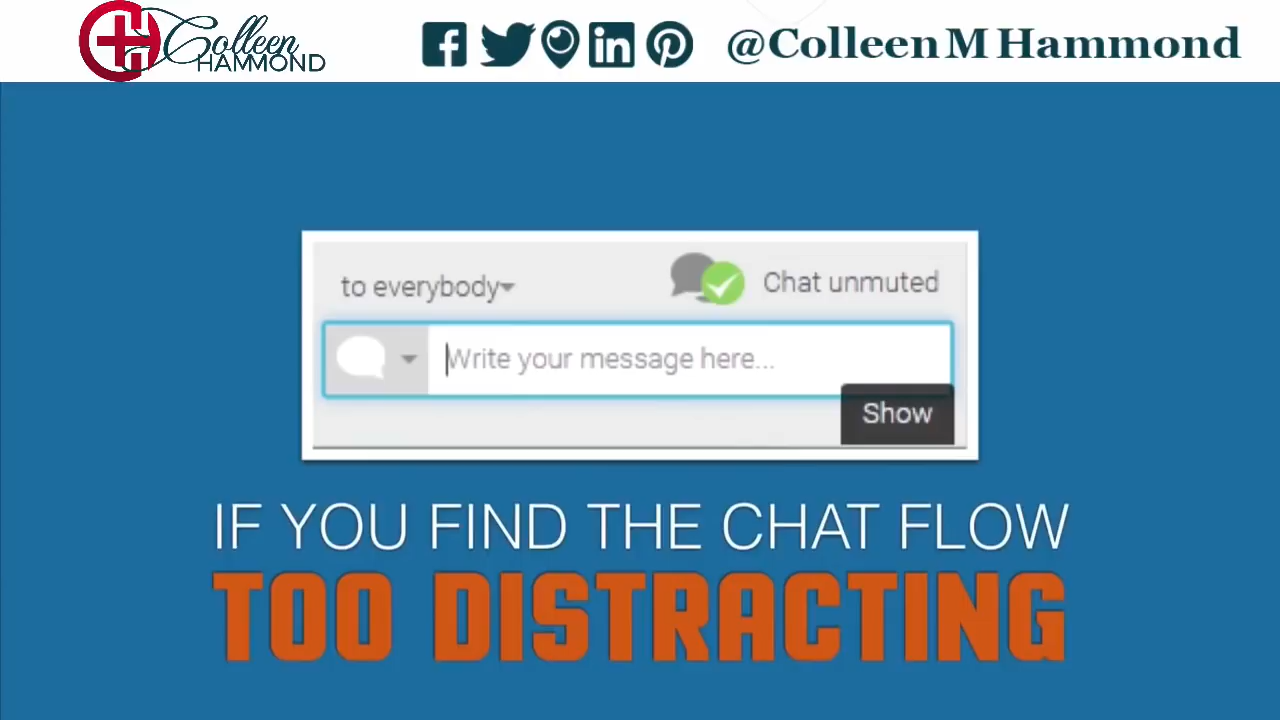 Colleen
HAMMOND
@ColleenMHammond
to everybody
Chat unmuted
Write your message here...
Show
IF YOU FIND THE CHAT FLOW
TOO DISTRACTING